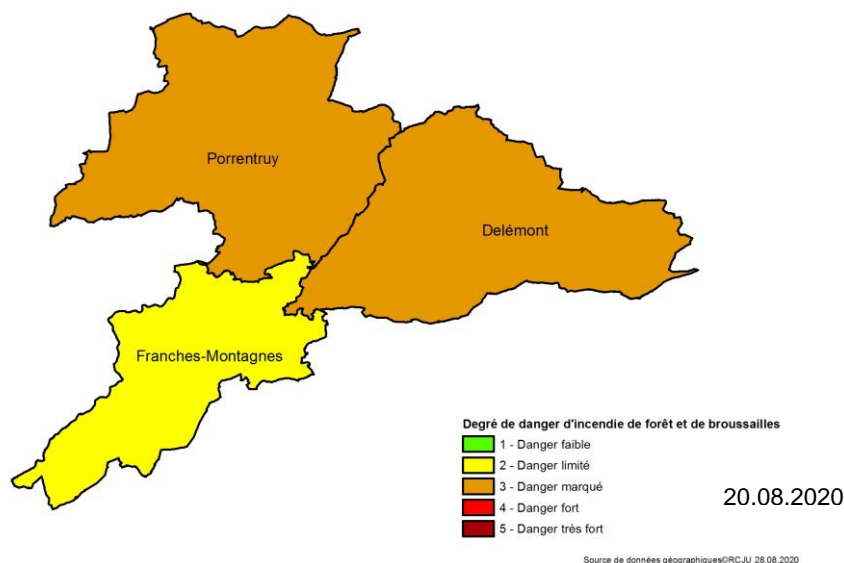 Porrentruy
Delémont
Franches-Montagnes
Degré de danger d'incendie de forêt et de broussailles
1 - Danger faible
2 - Danger limité
3 - Danger marqué
4 - Danger fort
5 - Danger très fort
20.08.2020
Source de données géographiques©RCJU 28.08.2020